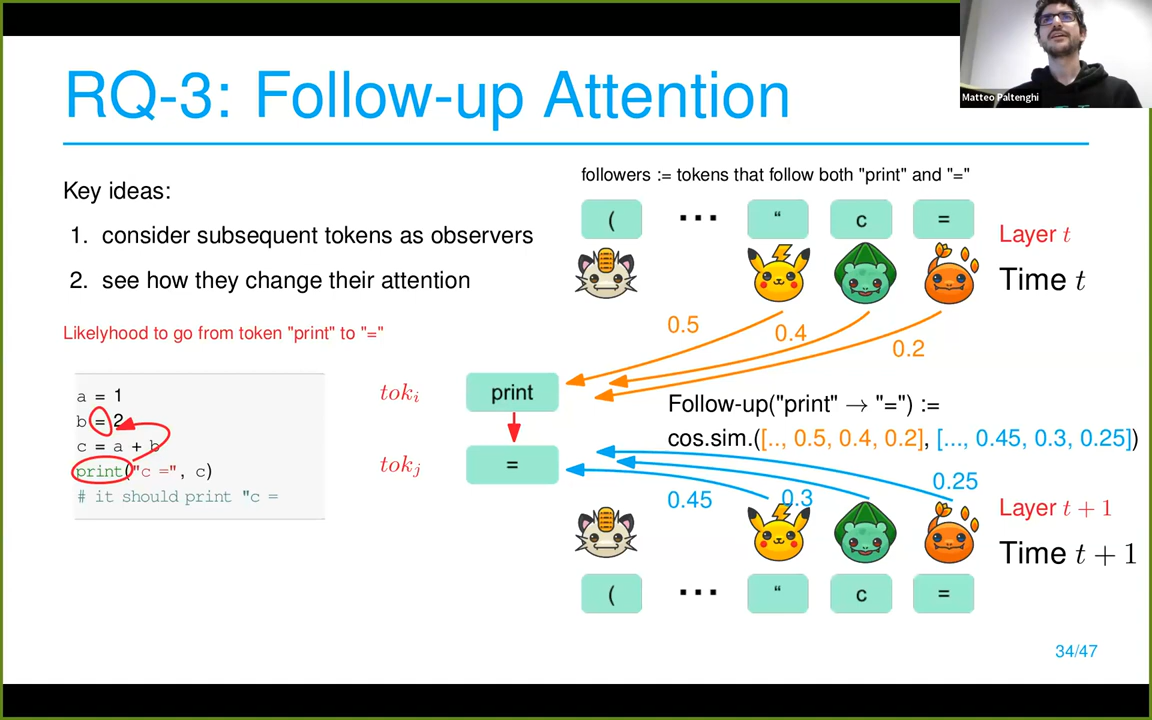 Matteo Paltenghi
RQ-3: Follow-up Attention
Key ideas:
1. consider subsequent tokens as observers
2. see how they change their attention
Likelyhood to go from token "print" to "="
a = 1
b = 2
c = a + b
print("c =", c)
# it should print "c =
followers := tokens that follow both "print" and "="
( ... “ c =
Layer t
Time t
0.5 0.4 0.2
tok_i print
Follow-up("print" → "=") :=
cos.sim.([.., 0.5, 0.4, 0.2], [..., 0.45, 0.3, 0.25])
tok_j =
0.45 0.3 0.25
Layer t + 1
Time t + 1
( ... “ c =
34/47